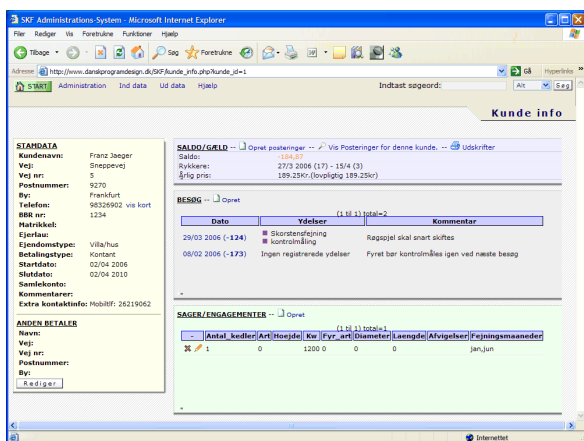 SKF Administrations-System - Microsoft Internet Explorer
Filer Rediger Vis Foretrukne Funktioner Hjælp
Tilbage Søg Foretrukne
Adresse http://www.danskprogramdesign.dk/SKF/kunde_info.php?kunde_id=1 Gå Hyperlinks »
START Administration Ind data Ud data Hjælp Indtast søgeord: Alt Søg
Kunde info
STAMDATA
Kundenavn: Franz Jaeger
Vej: Sneppevej
Vej nr: 5
Postnummer: 9270
By: Frankfurt
Telefon: 98326902 vis kort
BBR nr: 1234
Matrikkel:
Ejerlau:
Ejendomstype: Villa/hus
Betalingstype: Kontant
Startdato: 02/04 2006
Slutdato: 02/04 2010
Samlekonto:
Kommentarer:
Extra kontaktinfo: Mobiltlf: 26219062
ANDEN BETALER
Navn:
Vej:
Vej nr:
Postnummer:
By:
Rediger
SALDO/GÆLD -- Opret posteringer -- Vis Posteringer for denne kunde. -- Udskrifter
Saldo: -184,87
Rykkere: 27/3 2006 (17) - 15/4 (3)
Årlig pris: 189.25Kr.(lovpligtig 189.25kr)
BESØG -- Opret
(1 til 1) total=2
Dato Ydelser Kommentar
29/03 2006 (-124) Skorstensfejning Røgspjel skal snart skiftes
kontrolmåling
08/02 2006 (-173) Ingen registrerede ydelser Fyret bør kontrolmåles igen ved næste besøg
SAGER/ENGAGEMENTER -- Opret
(1 til 1) total=1
- Antal_kedler Art Hoejde Kw Fyr_art Diameter Laengde Afvigelser Fejningsmaaneder
1 0 1200 0 0 0 jan,jun
Internettet